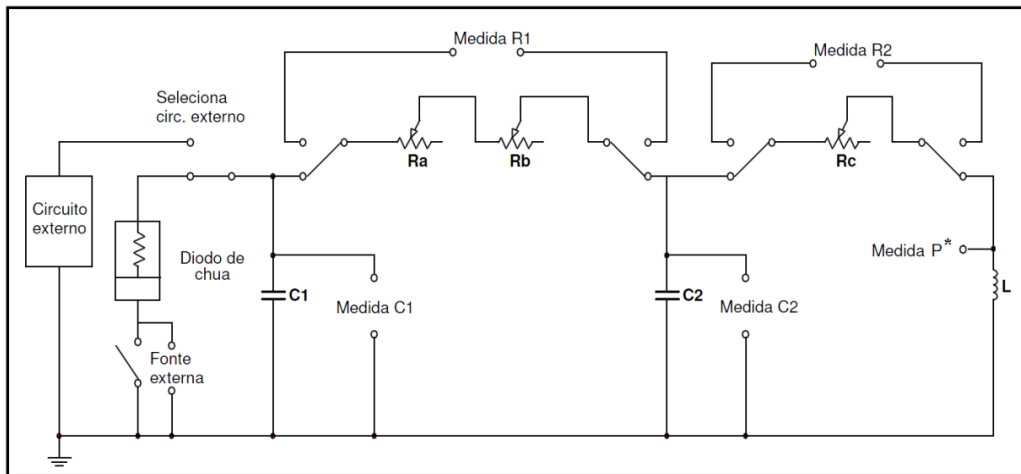 Medida R1
Medida R2
Seleciona
circ. externo
Ra
Rb
Rc
Circuito
externo
Diodo de
chua
Medida P*
C1
Medida C1
C2
Medida C2
L
Fonte
externa